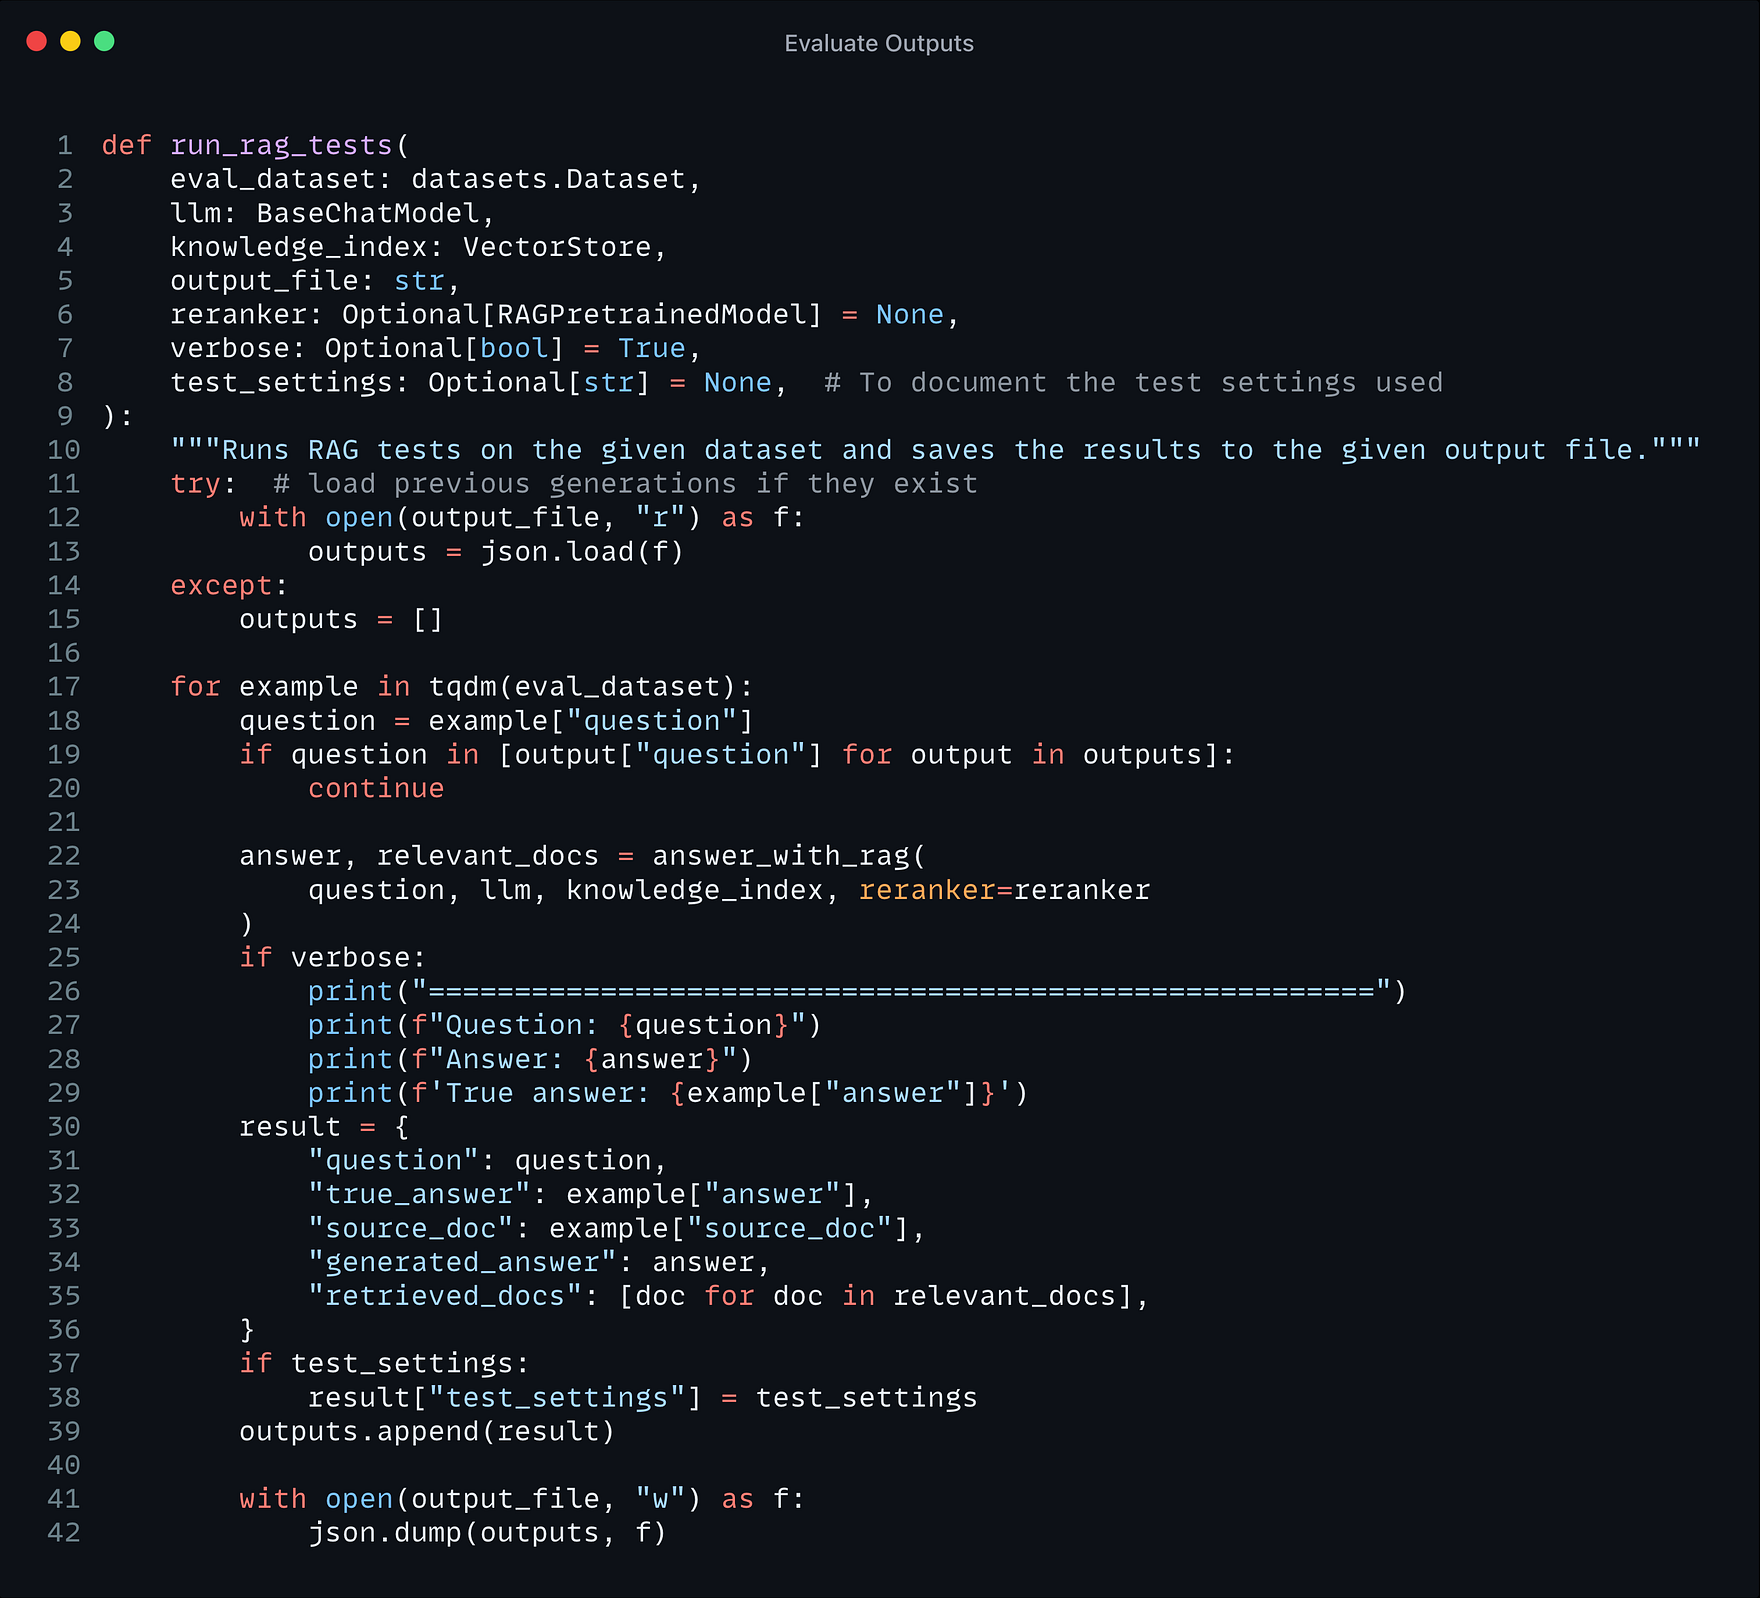 Evaluate Outputs
1 def run_rag_tests(
2     eval_dataset: datasets.Dataset,
3     llm: BaseChatModel,
4     knowledge_index: VectorStore,
5     output_file: str,
6     reranker: Optional[RAGPretrainedModel] = None,
7     verbose: Optional[bool] = True,
8     test_settings: Optional[str] = None,  # To document the test settings used
9 ):
10     """Runs RAG tests on the given dataset and saves the results to the given output file."""
11     try:  # load previous generations if they exist
12         with open(output_file, "r") as f:
13             outputs = json.load(f)
14     except:
15         outputs = []
16
17     for example in tqdm(eval_dataset):
18         question = example["question"]
19         if question in [output["question"] for output in outputs]:
20             continue
21
22         answer, relevant_docs = answer_with_rag(
23             question, llm, knowledge_index, reranker=reranker
24         )
25         if verbose:
26             print("=======================================================")
27             print(f"Question: {question}")
28             print(f"Answer: {answer}")
29             print(f'True answer: {example["answer"]}')
30         result = {
31             "question": question,
32             "true_answer": example["answer"],
33             "source_doc": example["source_doc"],
34             "generated_answer": answer,
35             "retrieved_docs": [doc for doc in relevant_docs],
36         }
37         if test_settings:
38             result["test_settings"] = test_settings
39         outputs.append(result)
40
41         with open(output_file, "w") as f:
42             json.dump(outputs, f)